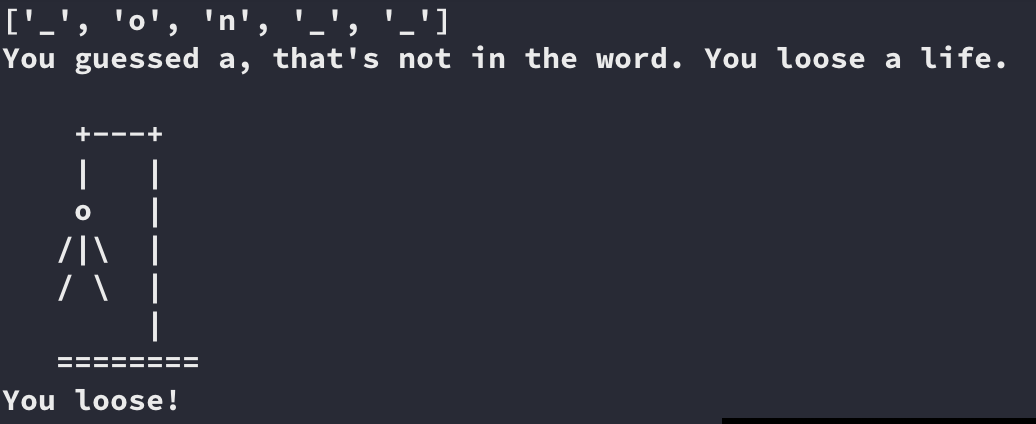 ['_', 'o', 'n', '_', '_']
You guessed a, that's not in the word. You loose a life.

    +---+
    |   |
    o   |
   /|\  |
   / \  |
        |
   ========
You loose!